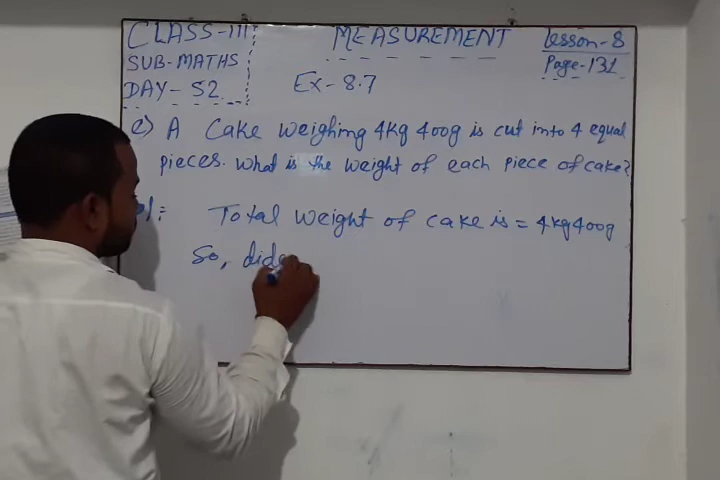 CLASS-III MEASUREMENT Lesson-8
SUB-MATHS Page-131
DAY-52 Ex-8.7
e) A Cake weighing 4kg 400g is cut into 4 equal
pieces. What is the weight of each piece of cake?
Total weight of cake is = 4kg400g
So,